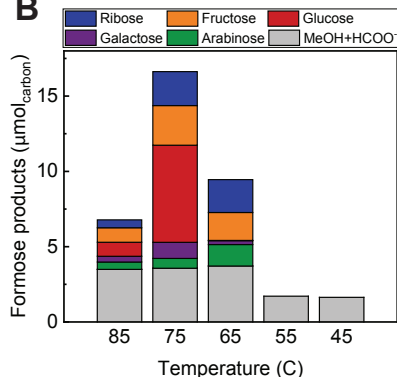 B
Ribose Fructose Glucose
Galactose Arabinose MeOH+HCOO⁻
Formose products (μmol_carbon)
15
10
5
0
85 75 65 55 45
Temperature (C)